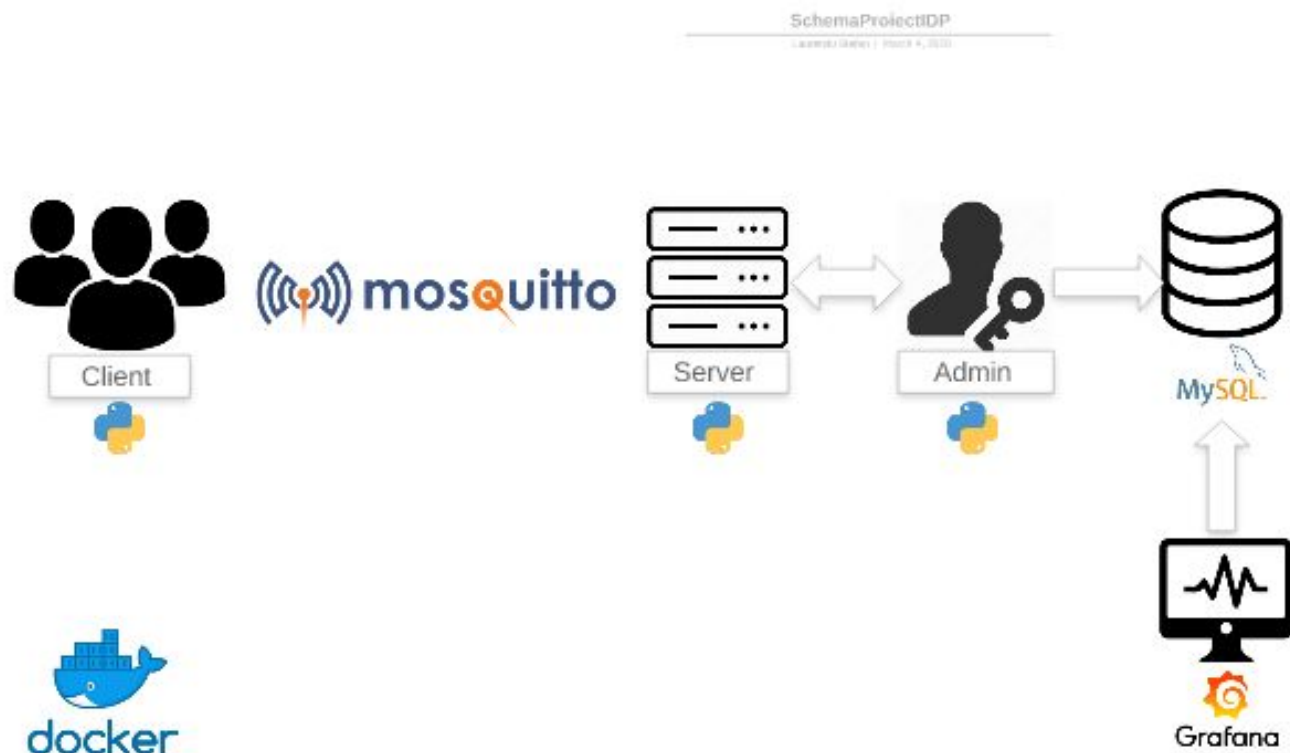 SchemaProiectIDP
mosquitto
Client
Server
Admin
MySQL
docker
Grafana